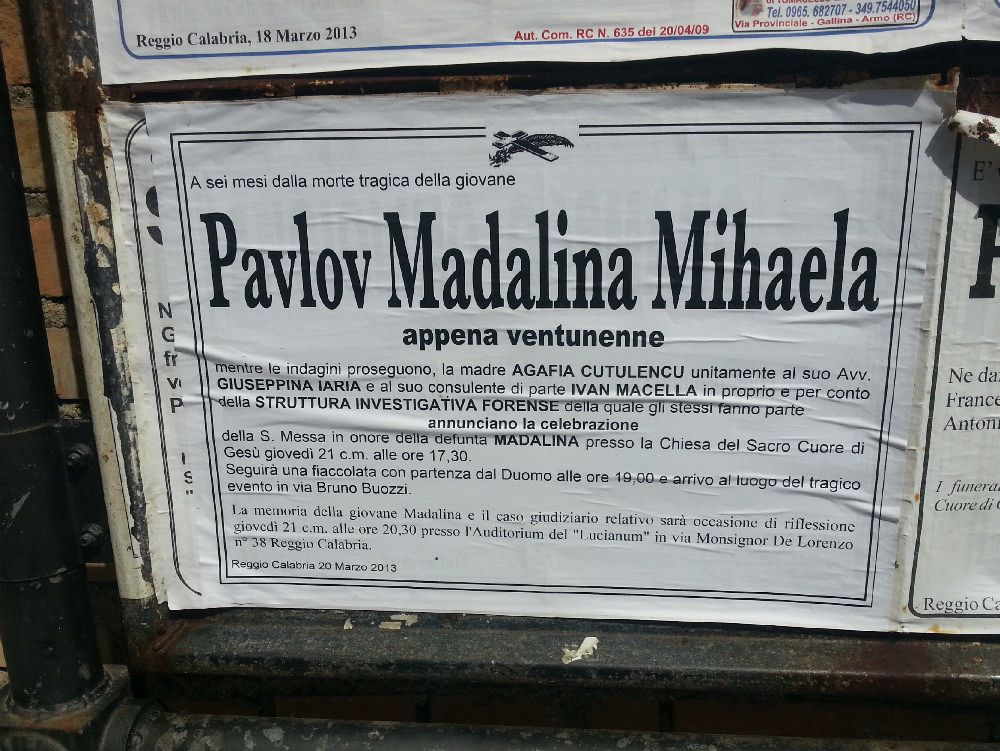 Tel. 0965. 682707 - 349.7544050
Via Provinciale - Gallina - Armo (RC)
Reggio Calabria, 18 Marzo 2013
Aut. Com. RC N. 635 del 20/04/09
A sei mesi dalla morte tragica della giovane
Pavlov Madalina Mihaela
appena ventunenne
mentre le indagini proseguono, la madre AGAFIA CUTULENCU unitamente al suo Avv.
GIUSEPPINA IARIA e al suo consulente di parte IVAN MACELLA in proprio e per conto
della STRUTTURA INVESTIGATIVA FORENSE della quale gli stessi fanno parte
annunciano la celebrazione
della S. Messa in onore della defunta MADALINA presso la Chiesa del Sacro Cuore di
Gesù giovedì 21 c.m. alle ore 17,30.
Seguirà una fiaccolata con partenza dal Duomo alle ore 19,00 e arrivo al luogo del tragico
evento in via Bruno Buozzi.
La memoria della giovane Madalina e il caso giudiziario relativo sarà occasione di riflessione
giovedì 21 c.m. alle ore 20,30 presso l'Auditorium del "Lucianum" in via Monsignor De Lorenzo
n° 38 Reggio Calabria.
Reggio Calabria 20 Marzo 2013
N
G
fr
P
I
S
"
E'
Ne da
France
Anton
I funera
Cuore di
Reggio Ca